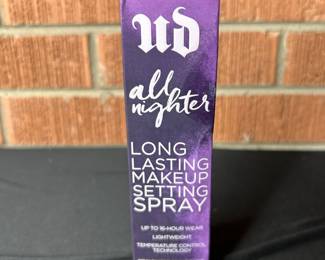 UD
all
nighter
LONG
LASTING
MAKEUP
SETTING
SPRAY
UP TO 16-HOUR WEAR
LIGHTWEIGHT
TEMPERATURE CONTROL
TECHNOLOGY